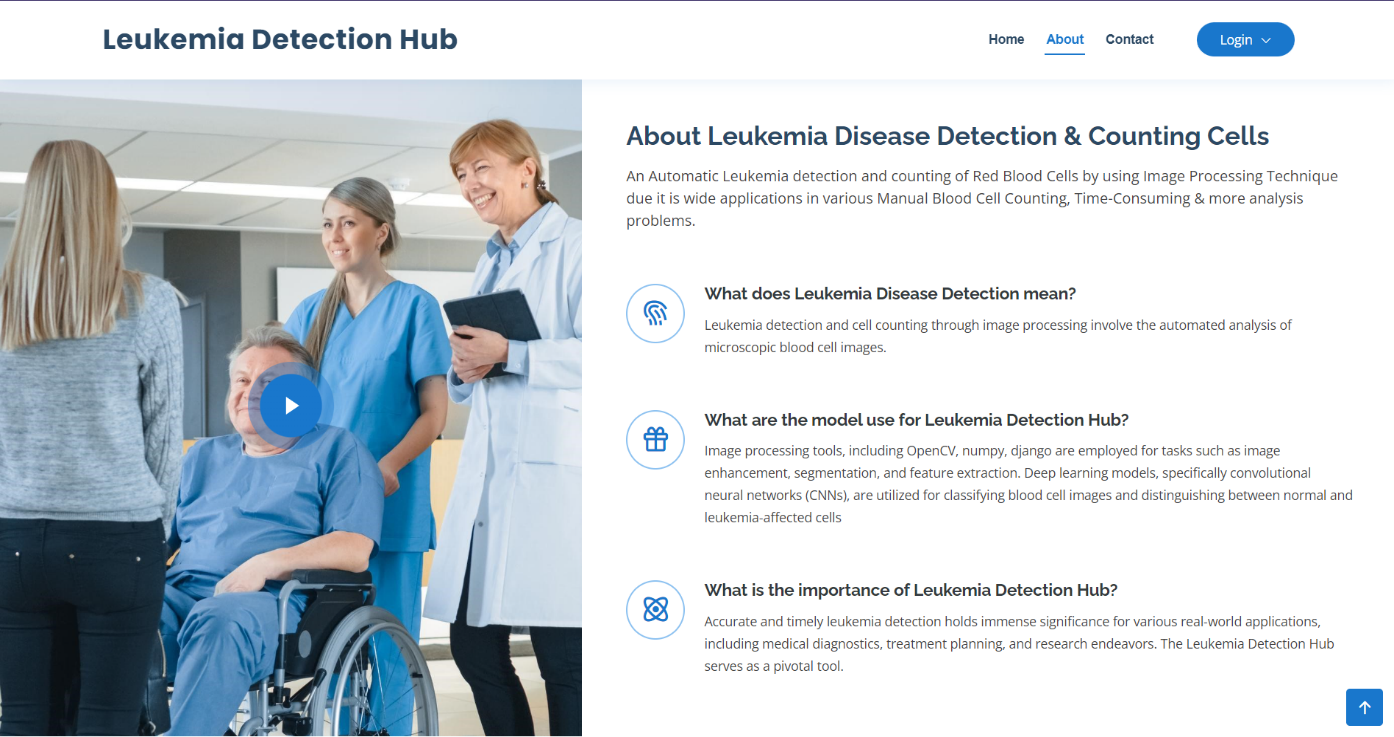 Leukemia Detection Hub
Home About Contact Login
About Leukemia Disease Detection & Counting Cells
An Automatic Leukemia detection and counting of Red Blood Cells by using Image Processing Technique
due it is wide applications in various Manual Blood Cell Counting, Time-Consuming & more analysis
problems.
What does Leukemia Disease Detection mean?
Leukemia detection and cell counting through image processing involve the automated analysis of
microscopic blood cell images.
What are the model use for Leukemia Detection Hub?
Image processing tools, including OpenCV, numpy, django are employed for tasks such as image
enhancement, segmentation, and feature extraction. Deep learning models, specifically convolutional
neural networks (CNNs), are utilized for classifying blood cell images and distinguishing between normal and
leukemia-affected cells
What is the importance of Leukemia Detection Hub?
Accurate and timely leukemia detection holds immense significance for various real-world applications,
including medical diagnostics, treatment planning, and research endeavors. The Leukemia Detection Hub
serves as a pivotal tool.